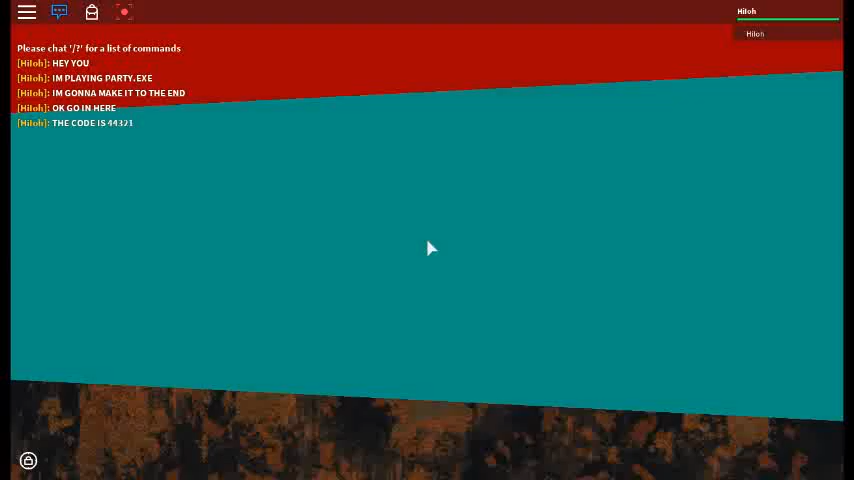 Hiloh
Hiloh
Please chat '/?' for a list of commands
[Hiloh]: HEY YOU
[Hiloh]: IM PLAYING PARTY.EXE
[Hiloh]: IM GONNA MAKE IT TO THE END
[Hiloh]: OK GO IN HERE
[Hiloh]: THE CODE IS 44321